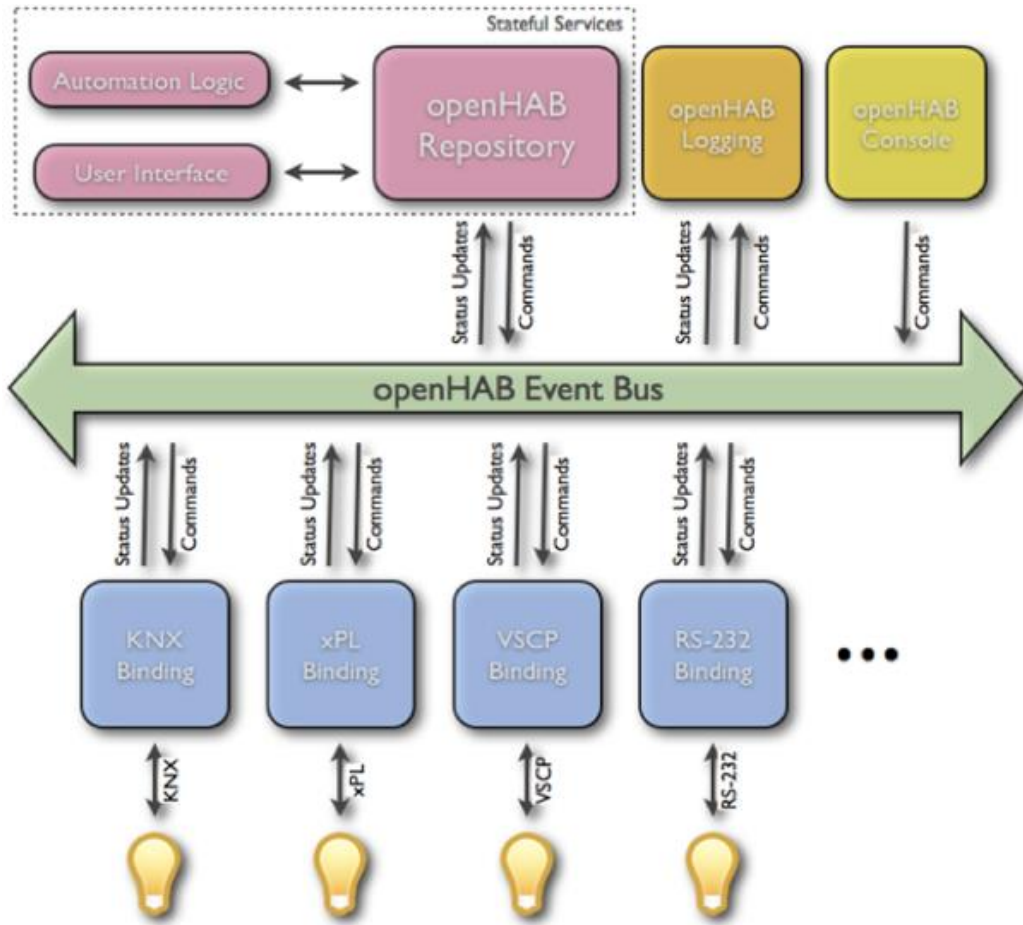 Stateful Services
Automation Logic
User Interface
openHAB
Repository
openHAB
Logging
openHAB
Console
Status Updates
Commands
Status Updates
Commands
Commands
openHAB Event Bus
Status Updates
Commands
Status Updates
Commands
Status Updates
Commands
Status Updates
Commands
KNX
Binding
xPL
Binding
VSCP
Binding
RS-232
Binding
KNX
xPL
VSCP
RS-232